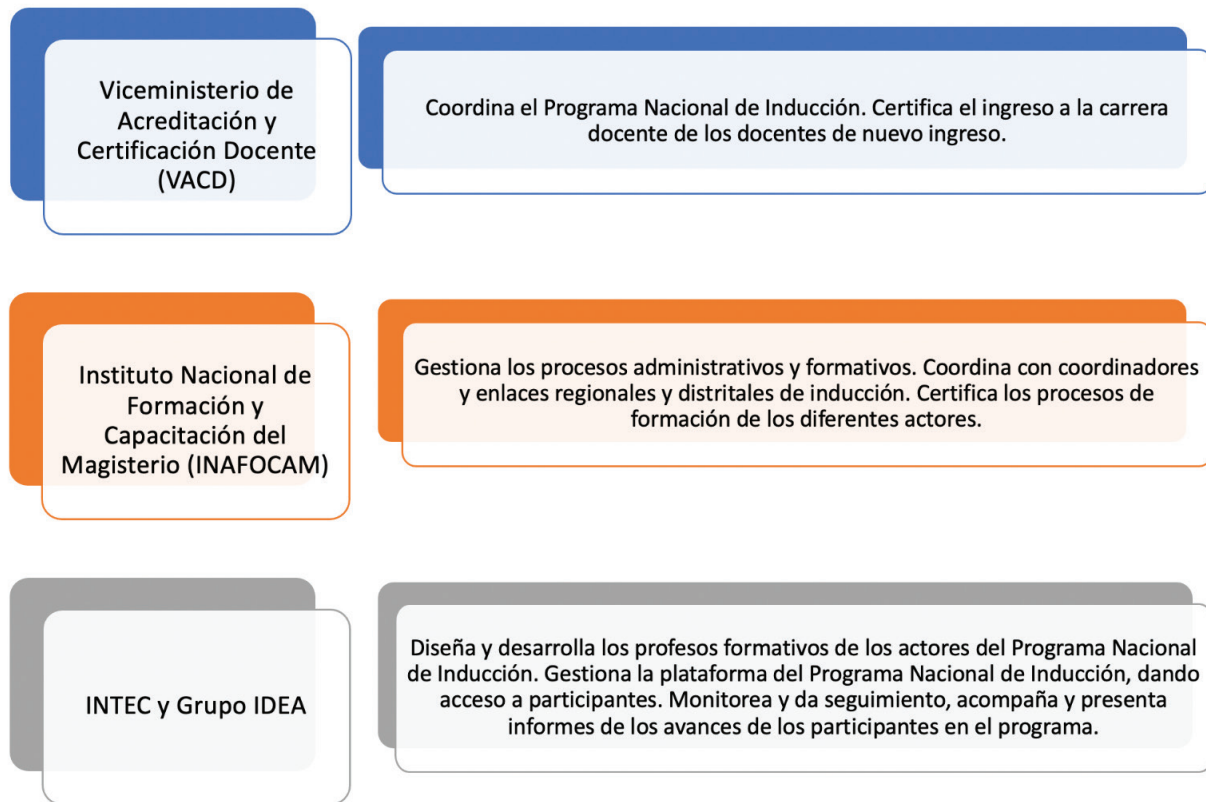 Viceministerio de
Acreditación y
Certificación Docente
(VACD)
Coordina el Programa Nacional de Inducción. Certifica el ingreso a la carrera
docente de los docentes de nuevo ingreso.
Instituto Nacional de
Formación y
Capacitación del
Magisterio (INAFOCAM)
Gestiona los procesos administrativos y formativos. Coordina con coordinadores
y enlaces regionales y distritales de inducción. Certifica los procesos de
formación de los diferentes actores.
INTEC y Grupo IDEA
Diseña y desarrolla los profesos formativos de los actores del Programa Nacional
de Inducción. Gestiona la plataforma del Programa Nacional de Inducción, dando
acceso a participantes. Monitorea y da seguimiento, acompaña y presenta
informes de los avances de los participantes en el programa.